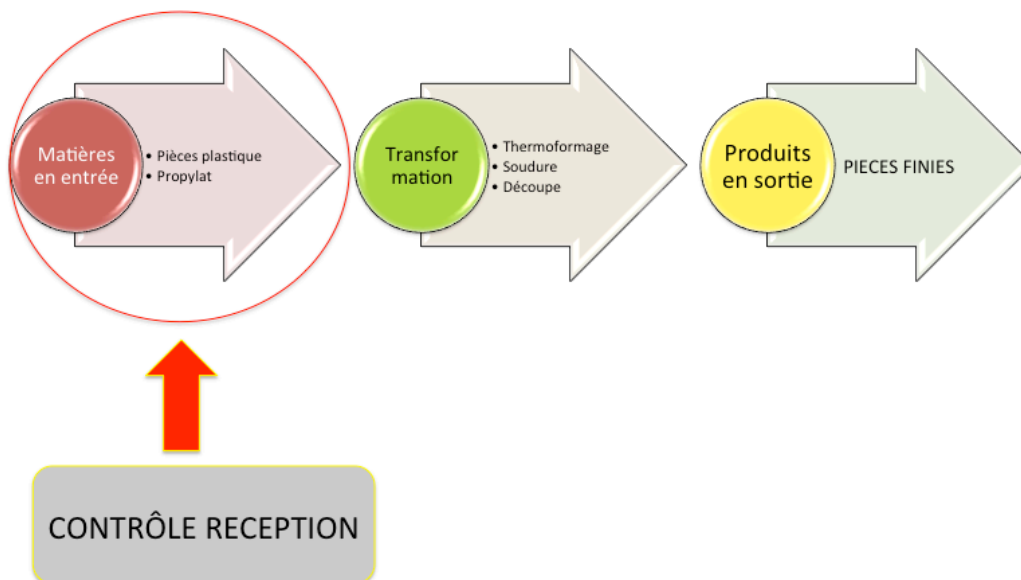 Matières
en entrée
• Pièces plastique
• Propylat
Transfor
mation
• Thermoformage
• Soudure
• Découpe
Produits
en sortie
PIECES FINIES
CONTRÔLE RECEPTION